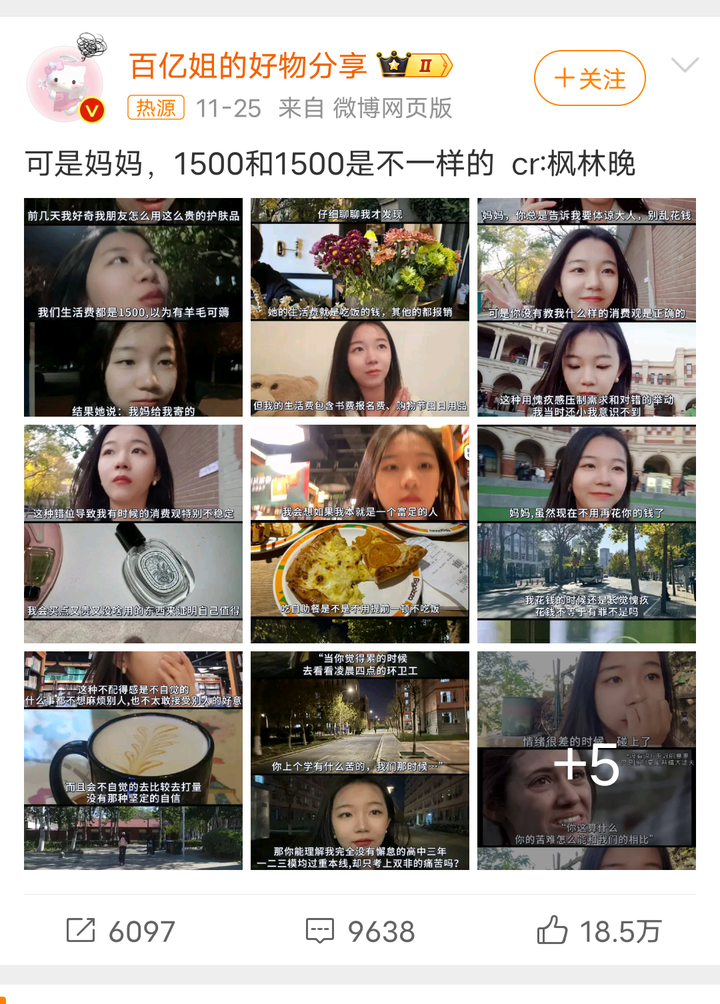 百亿姐的好物分享
II
+关注
热源 11-25 来自 微博网页版
可是妈妈，1500和1500是不一样的 cr:枫林晚
前几天我好奇我朋友怎么用这么贵的护肤品
我们生活费都是1500,以为有羊毛可薅
结果她说：我妈给我寄的
仔细聊聊我才发现
她的生活费就是吃饭的钱，其他的都报销
但我的生活费包含书费报名费、购物节日日用品
妈妈，你总是告诉我要体谅大人，别乱花钱
可是你没有教我什么样的消费观是正确的
这种用愧疚感压制需求和对错的举动
我当时还小我意识不到
这种错位导致我有时候的消费观特别不稳定
我会买点又贵又没啥用的东西来证明自己值得
我会想如果我本就是一个富足的人
吃自助餐是不是不用提前一顿不吃饭
妈妈,虽然现在不用再花你的钱了
我花钱的时候还是长觉愧疚
花钱不等于有罪不是吗
这种不配得感是不自觉的
什么事都不想麻烦别人,也不太敢接受别人的好意
而且会不自觉的去比较去打量
没有那种坚定的自信
“当你觉得累的时候
去看看凌晨四点的环卫工
你上个学有什么苦的，我们那时候…”
那你能理解我完全没有懈怠的高中三年
一二三模均过重本线,却只考上双非的痛苦吗?
情绪很差的时候，碰上了
“你这算什么
你的苦难怎么能和我们的相比”
+5
6097
9638
18.5万